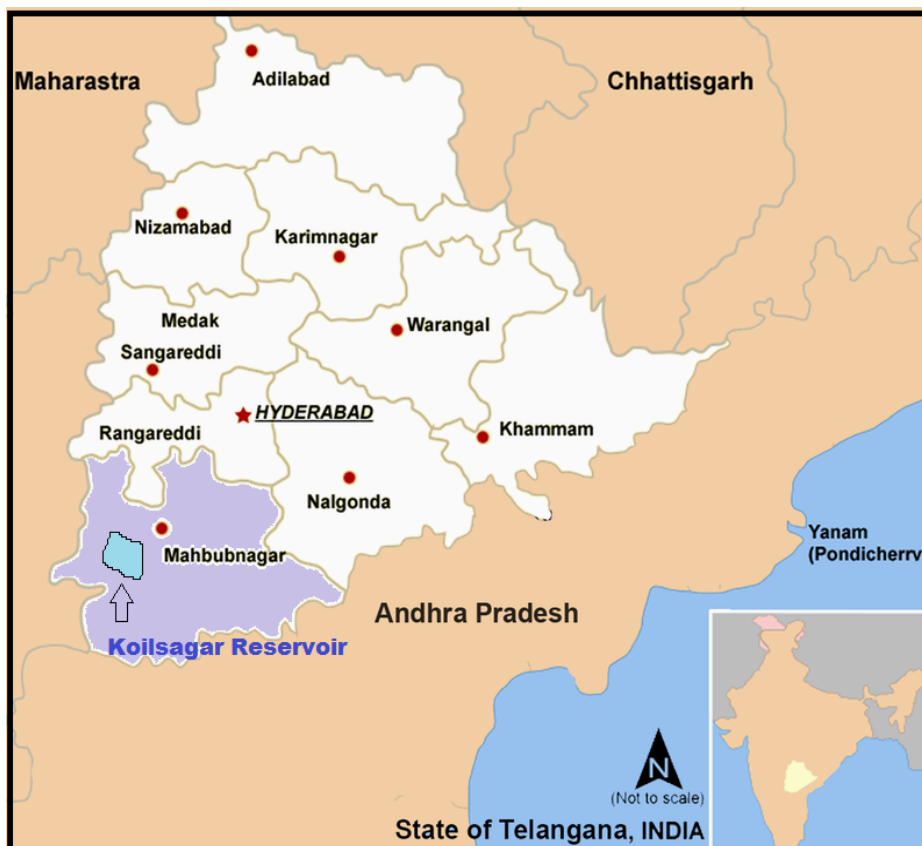 Maharastra
Adilabad
Chhattisgarh
Nizamabad
Karimnagar
Medak
Warangal
Sangareddi
HYDERABAD
Rangareddi
Khammam
Nalgonda
Mahbubnagar
Yanam
(Pondicherry
Andhra Pradesh
Koilsagar Reservoir
N
(Not to scale)
State of Telangana, INDIA